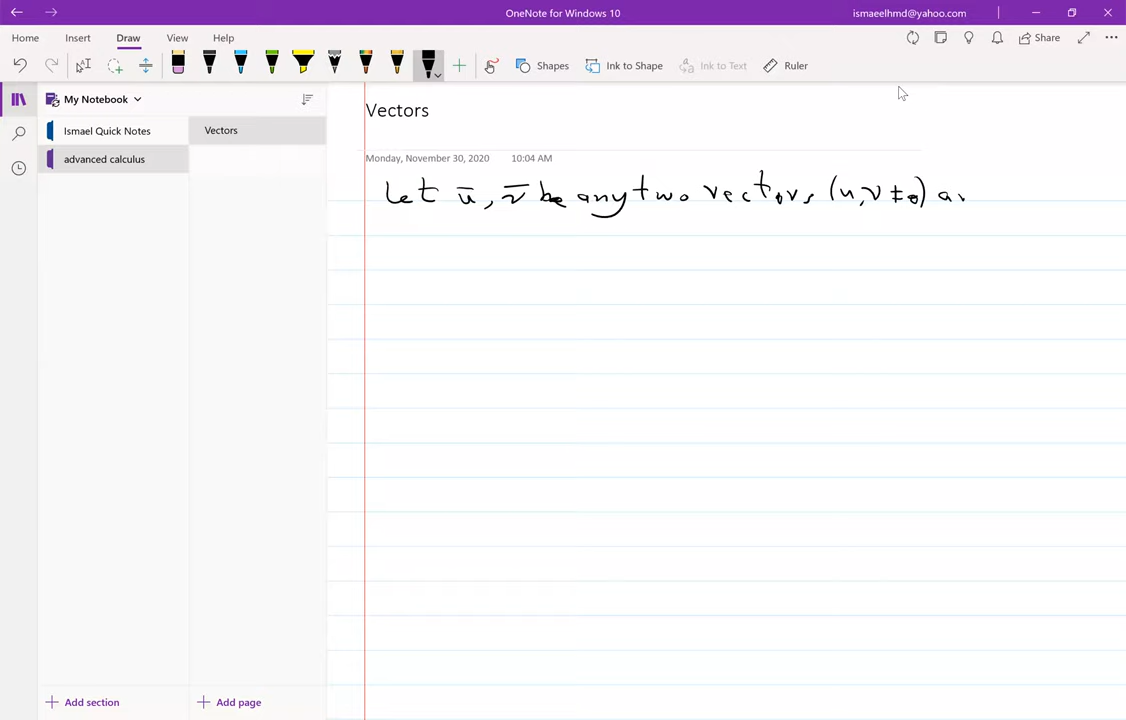 OneNote for Windows 10
ismaeelhmd@yahoo.com
Home Insert Draw View Help
Share
Shapes Ink to Shape Ink to Text Ruler
My Notebook
Ismael Quick Notes
advanced calculus
Vectors
Vectors
Monday, November 30, 2020 10:04 AM
Let u̅, v̅ be any two vectors (u, v ≠ 0)
Add section
Add page